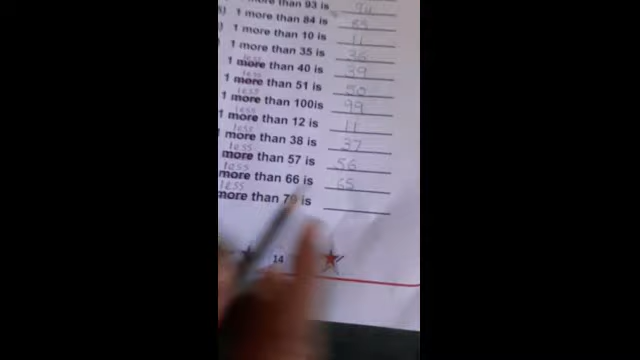 more than 93 is 94
1 more than 84 is 85
1 more than 10 is 11
1 more than 35 is 36
less
1 more than 40 is 39
less
1 more than 51 is 50
less
1 more than 100is 99
less
1 more than 12 is 11
less
1 more than 38 is 37
less
more than 57 is 56
less
more than 66 is 65
less
more than 79 is
14